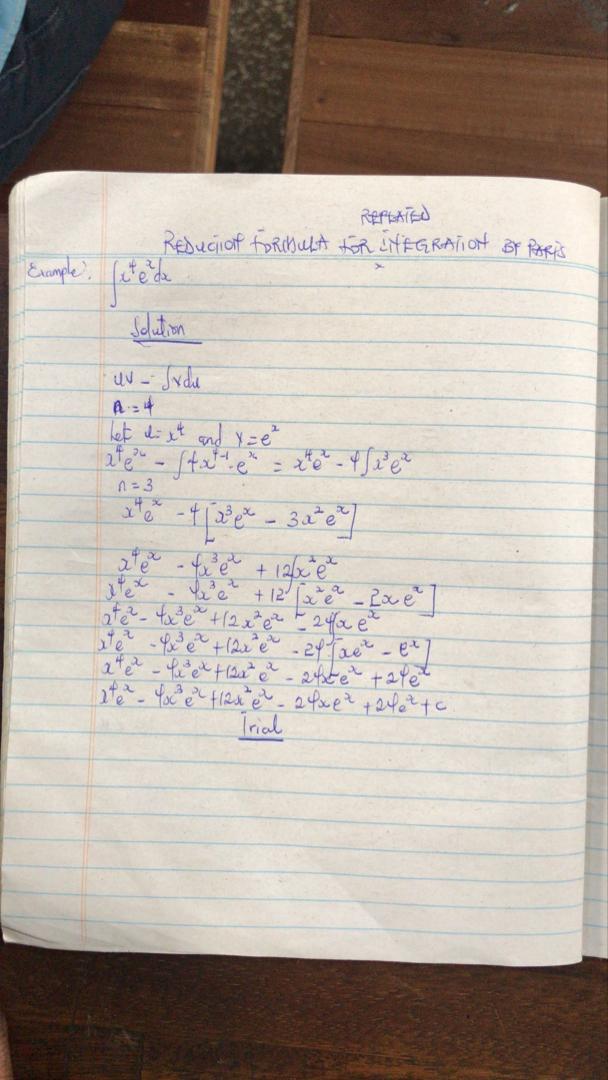 REPEATED
REDUCTION FORMULA FOR INTEGRATION BY PARTS
Example: ∫x⁴eˣdx
Solution
uv - ∫vdu
n = 4
Let u = x⁴ and v = eˣ
x⁴eˣ - ∫4x⁴⁻¹·eˣ = x⁴eˣ - 4∫x³eˣ
n = 3
x⁴eˣ - 4[x³eˣ - 3x²eˣ]
x⁴eˣ - 4x³eˣ + 12∫x²eˣ
x⁴eˣ - 4x³eˣ + 12[x²eˣ - 2xeˣ]
x⁴eˣ - 4x³eˣ + 12x²eˣ - 24∫xeˣ
x⁴eˣ - 4x³eˣ + 12x²eˣ - 24[xeˣ - eˣ]
x⁴eˣ - 4x³eˣ + 12x²eˣ - 24xeˣ + 24eˣ
x⁴eˣ - 4x³eˣ + 12x²eˣ - 24xeˣ + 24eˣ + c
Trial